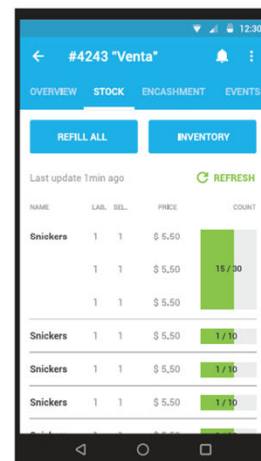 12:30
#4243 "Venta"
OVERVIEW STOCK ENCASHMENT EVENTS
REFILL ALL INVENTORY
Last update 1min ago REFRESH
NAME LAB. SEL. PRICE COUNT
Snickers 1 1 $ 5.50
1 1 $ 5.50 15 / 30
1 1 $ 5.50
Snickers 1 1 $ 5.50 1 / 10
Snickers 1 1 $ 5.50 1 / 10
Snickers 1 1 $ 5.50 1 / 10